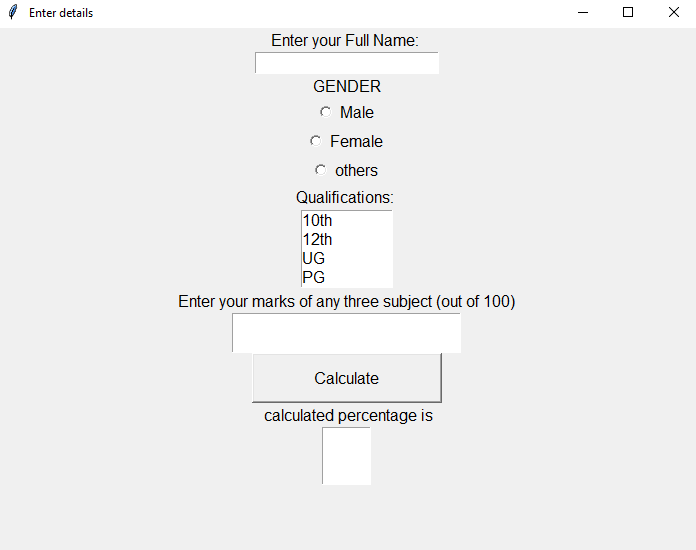 Enter details
Enter your Full Name:
GENDER
Male
Female
others
Qualifications:
10th
12th
UG
PG
Enter your marks of any three subject (out of 100)
Calculate
calculated percentage is